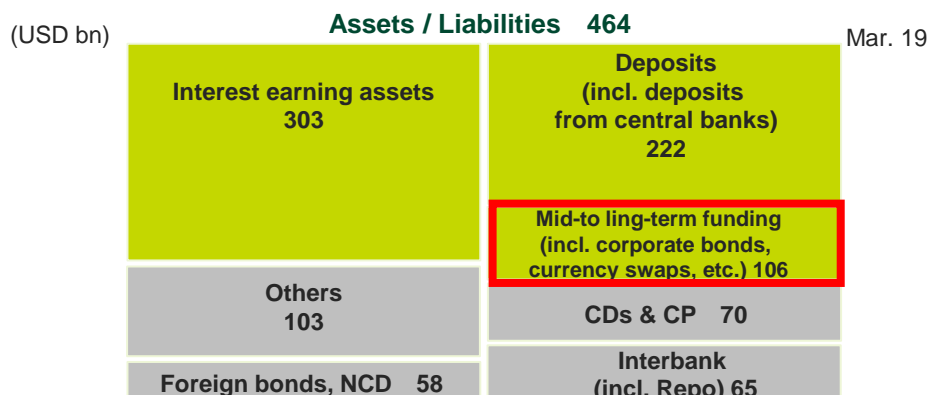 (USD bn)
Assets / Liabilities 464
Mar. 19
Interest earning assets
303
Others
103
Foreign bonds, NCD 58
Deposits
(incl. deposits
from central banks)
222
Mid-to ling-term funding
(incl. corporate bonds,
currency swaps, etc.) 106
CDs & CP 70
Interbank
(incl. Repo) 65